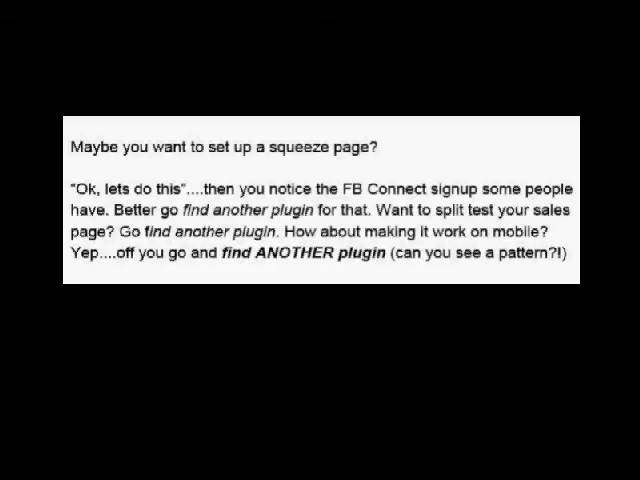 Maybe you want to set up a squeeze page?
"Ok, lets do this"....then you notice the FB Connect signup some people
have. Better go find another plugin for that. Want to split test your sales
page? Go find another plugin. How about making it work on mobile?
Yep....off you go and find ANOTHER plugin (can you see a pattern?!)